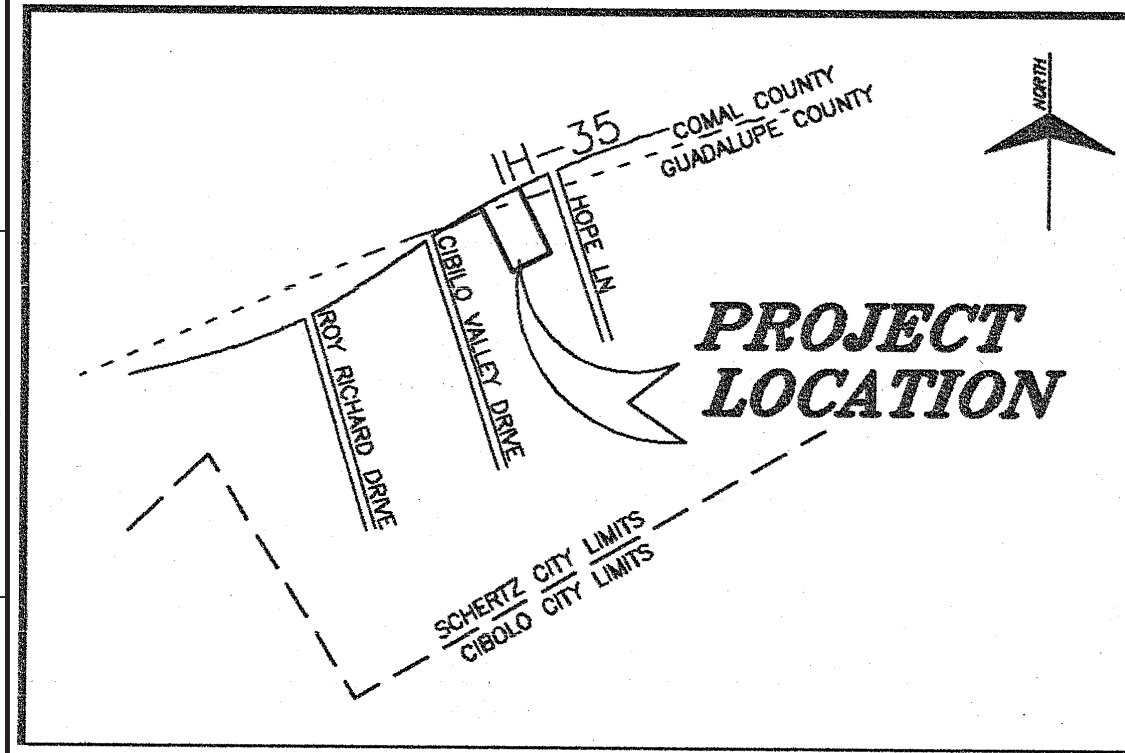 NORTH
COMAL COUNTY
GUADALUPE COUNTY
IH-35
HOPE LN
CIBILO VALLEY DRIVE
ROY RICHARD DRIVE
PROJECT
LOCATION
SCHERTZ CITY LIMITS
CIBOLO CITY LIMITS